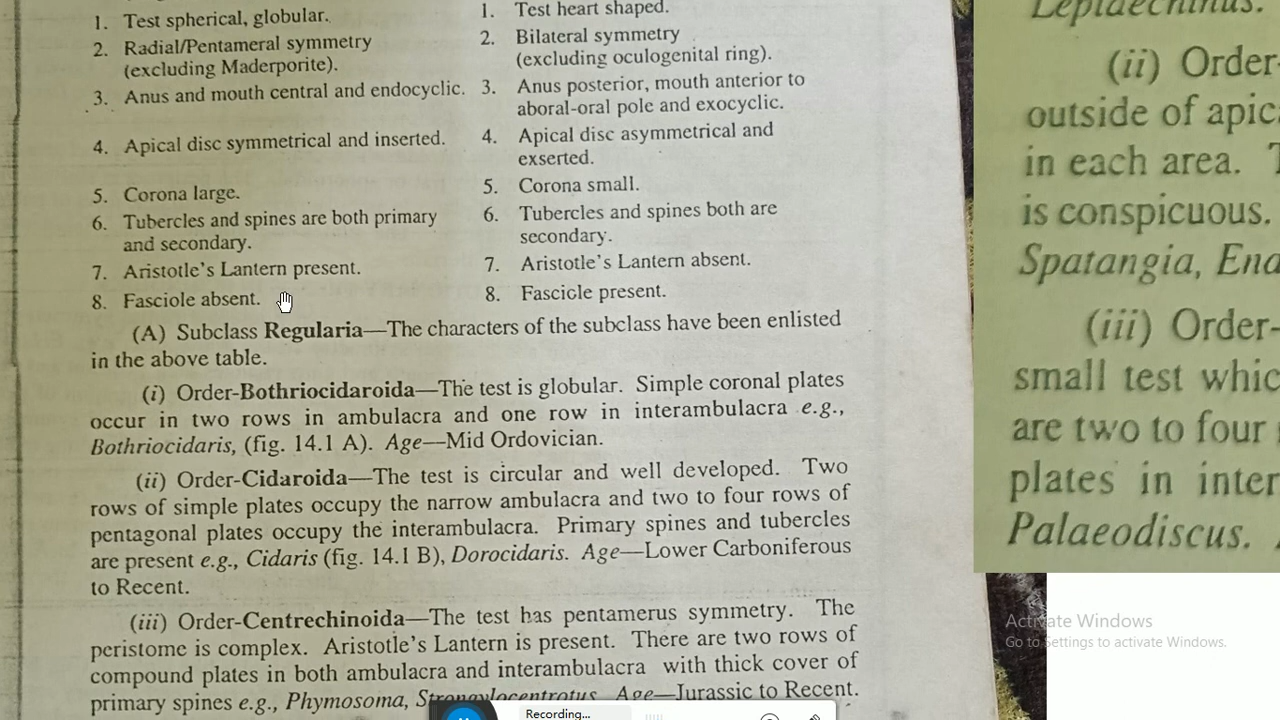 1. Test spherical, globular.
2. Radial/Pentameral symmetry
(excluding Maderporite).
3. Anus and mouth central and endocyclic.
4. Apical disc symmetrical and inserted.
5. Corona large.
6. Tubercles and spines are both primary
and secondary.
7. Aristotle's Lantern present.
8. Fasciole absent.
1. Test heart shaped.
2. Bilateral symmetry
(excluding oculogenital ring).
3. Anus posterior, mouth anterior to
aboral-oral pole and exocyclic.
4. Apical disc asymmetrical and
exserted.
5. Corona small.
6. Tubercles and spines both are
secondary.
7. Aristotle's Lantern absent.
8. Fasciole present.
(A) Subclass Regularia—The characters of the subclass have been enlisted
in the above table.
(i) Order-Bothriocidaroida—The test is globular. Simple coronal plates
occur in two rows in ambulacra and one row in interambulacra e.g.,
Bothriocidaris, (fig. 14.1 A). Age—Mid Ordovician.
(ii) Order-Cidaroida—The test is circular and well developed. Two
rows of simple plates occupy the narrow ambulacra and two to four rows of
pentagonal plates occupy the interambulacra. Primary spines and tubercles
are present e.g., Cidaris (fig. 14.1 B), Dorocidaris. Age—Lower Carboniferous
to Recent.
(iii) Order-Centrechinoida—The test has pentamerus symmetry. The
peristome is complex. Aristotle's Lantern is present. There are two rows of
compound plates in both ambulacra and interambulacra with thick cover of
primary spines e.g., Phymosoma, Strongylocentrotus Age—Jurassic to Recent.
Lepidechinus.
(ii) Order-
outside of apic
in each area.
is conspicuous.
Spatangia, Ena
(iii) Order-
small test whic
are two to four
plates in inter
Palaeodiscus.
Activate Windows
Go to Settings to activate Windows.
Recording...